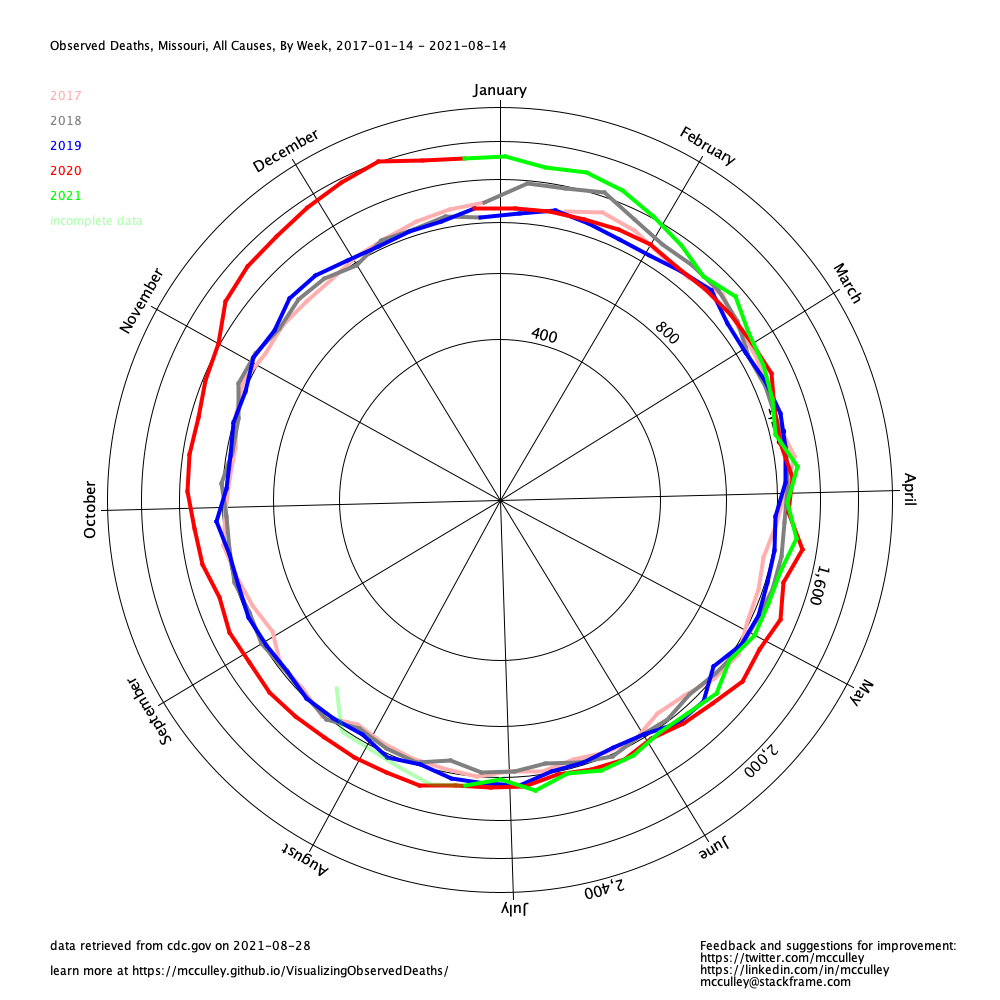 Observed Deaths, Missouri, All Causes, By Week, 2017-01-14 - 2021-08-14
2017
2018
2019
2020
2021
incomplete data
January
February
March
April
May
June
July
August
September
October
November
December
400
800
1,600
2,000
2,400
data retrieved from cdc.gov on 2021-08-28
learn more at https://mcculley.github.io/VisualizingObservedDeaths/
Feedback and suggestions for improvement:
https://twitter.com/mcculley
https://linkedin.com/in/mcculley
mcculley@stackframe.com